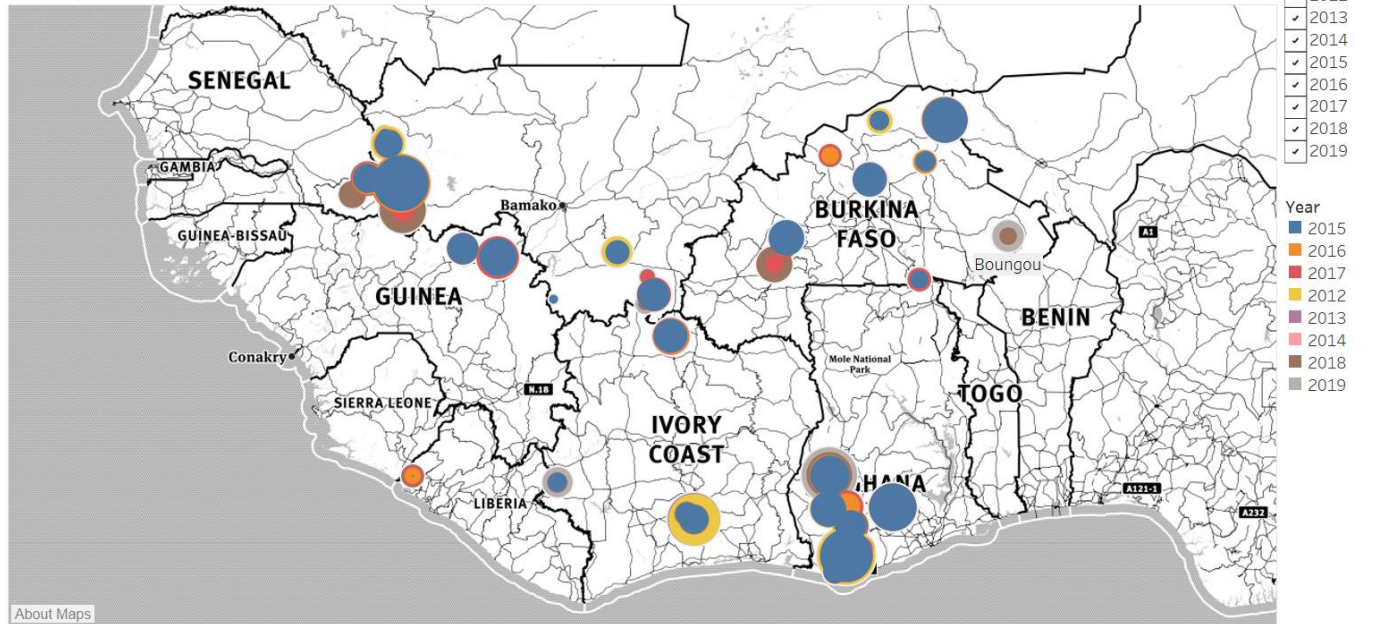 2013
2014
SENEGAL
2015
2016
2017
2018
2019
GAMBIA
Bamako
BURKINA
FASO
Year
GUINEA-BISSAU
A1
2015
2016
Boungou
2017
GUINEA
2012
2013
BENIN
2014
Conakry
Mole National
Park
2018
2019
N.18
SIERRA LEONE
TOGO
IVORY
COAST
HANA
A121-1
LIBERIA
A232
About Maps